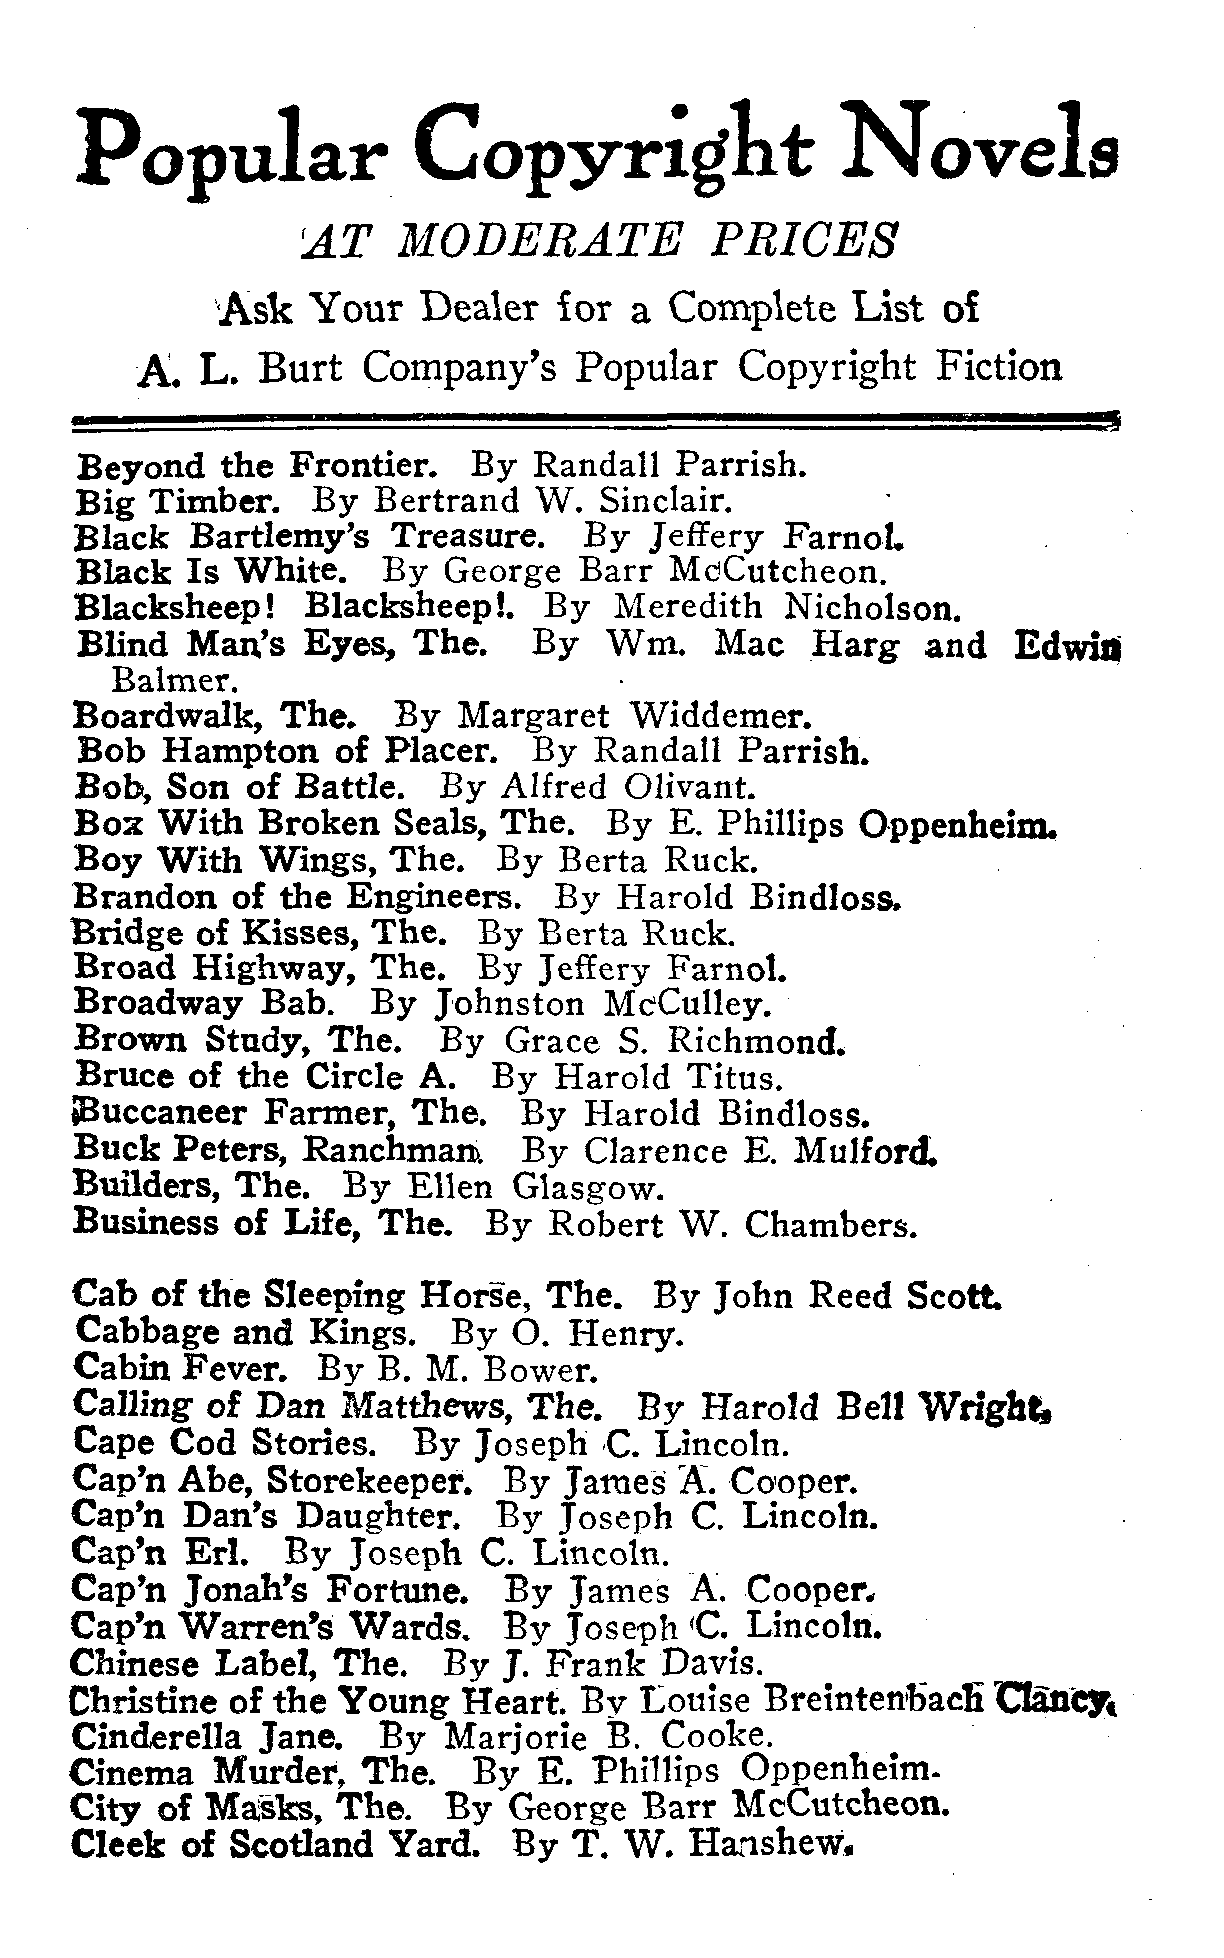 Popular Copyright Novels
AT MODERATE PRICES
Ask Your Dealer for a Complete List of
A. L. Burt Company's Popular Copyright Fiction
Beyond the Frontier. By Randall Parrish.
Big Timber. By Bertrand W. Sinclair.
Black Bartlemy's Treasure. By Jeffery Farnol.
Black Is White. By George Barr McCutcheon.
Blacksheep! Blacksheep!. By Meredith Nicholson.
Blind Man's Eyes, The. By Wm. Mac Harg and Edwin
Balmer.
Boardwalk, The. By Margaret Widdemer.
Bob Hampton of Placer. By Randall Parrish.
Bob, Son of Battle. By Alfred Olivant.
Box With Broken Seals, The. By E. Phillips Oppenheim.
Boy With Wings, The. By Berta Ruck.
Brandon of the Engineers. By Harold Bindloss.
Bridge of Kisses, The. By Berta Ruck.
Broad Highway, The. By Jeffery Farnol.
Broadway Bab. By Johnston McCulley.
Brown Study, The. By Grace S. Richmond.
Bruce of the Circle A. By Harold Titus.
Buccaneer Farmer, The. By Harold Bindloss.
Buck Peters, Ranchman. By Clarence E. Mulford.
Builders, The. By Ellen Glasgow.
Business of Life, The. By Robert W. Chambers.
Cab of the Sleeping Horse, The. By John Reed Scott.
Cabbage and Kings. By O. Henry.
Cabin Fever. By B. M. Bower.
Calling of Dan Matthews, The. By Harold Bell Wright.
Cape Cod Stories. By Joseph C. Lincoln.
Cap'n Abe, Storekeeper. By James A. Cooper.
Cap'n Dan's Daughter. By Joseph C. Lincoln.
Cap'n Erl. By Joseph C. Lincoln.
Cap'n Jonah's Fortune. By James A. Cooper.
Cap'n Warren's Wards. By Joseph C. Lincoln.
Chinese Label, The. By J. Frank Davis.
Christine of the Young Heart. By Louise Breintenbach Clancy.
Cinderella Jane. By Marjorie B. Cooke.
Cinema Murder, The. By E. Phillips Oppenheim.
City of Masks, The. By George Barr McCutcheon.
Cleek of Scotland Yard. By T. W. Hanshew.